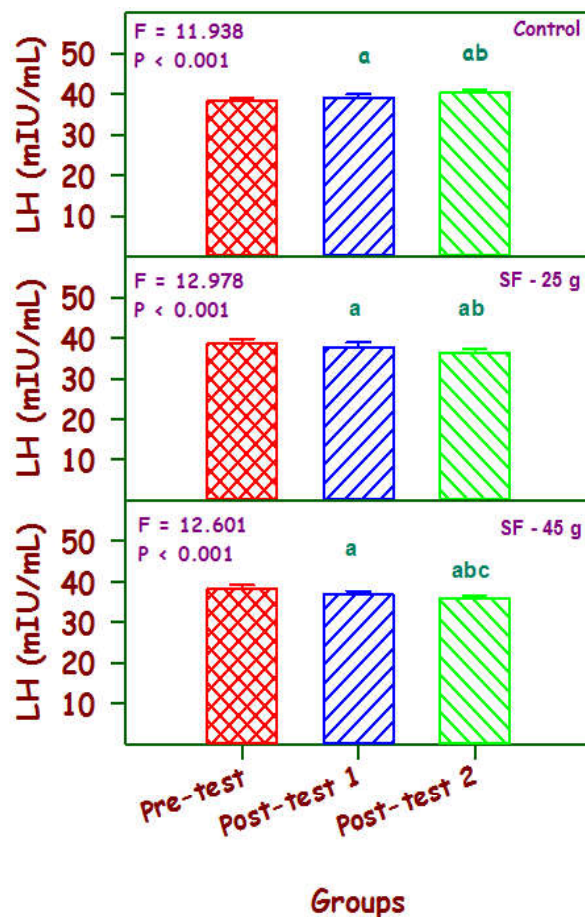 F = 11.938
Control
P < 0.001
a
ab
50
40
30
20
10
LH (mIU/mL)
F = 12.978
SF - 25 g
P < 0.001
a
ab
50
40
30
20
10
LH (mIU/mL)
F = 12.601
SF - 45 g
P < 0.001
a
abc
50
40
30
20
10
LH (mIU/mL)
Pre-test
Post-test 1
Post-test 2
Groups